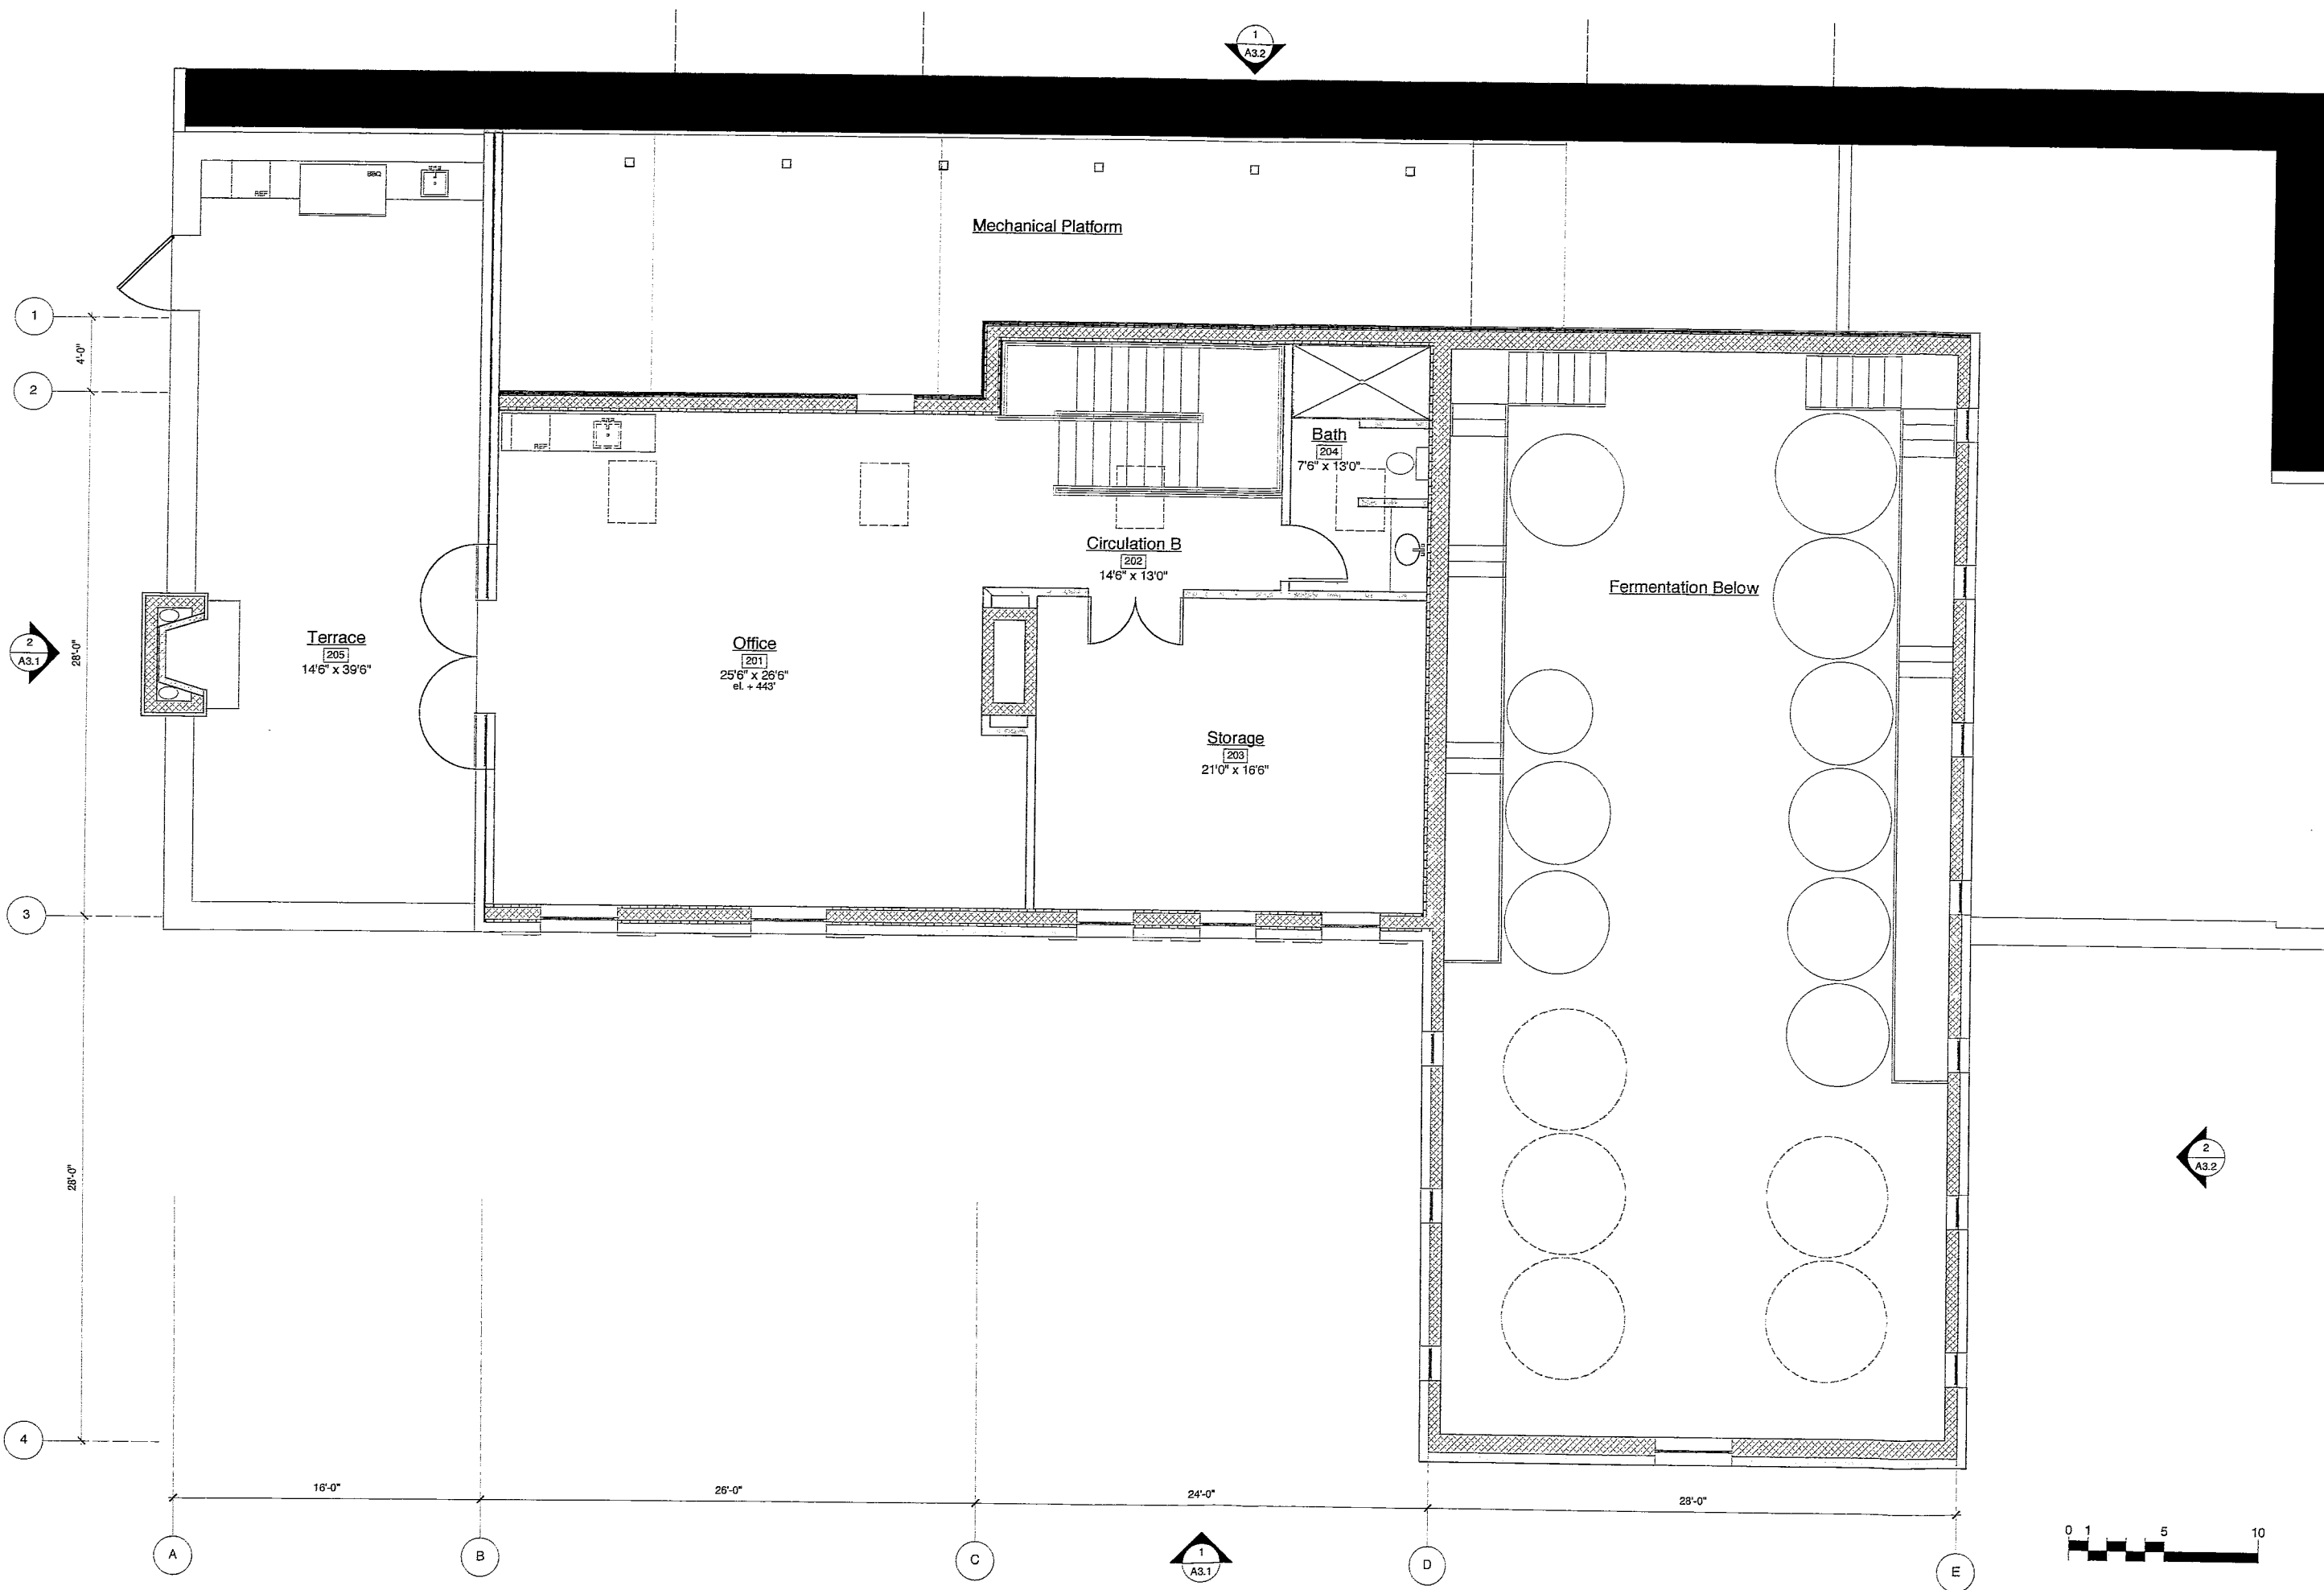 1
A3.2
REF
BBQ
Mechanical Platform
1
4'-0"
2
REF
Bath
204
7'6" x 13'0"
Circulation B
202
14'6" x 13'0"
Fermentation Below
2
A3.1
28'-0"
Terrace
205
14'6" x 39'6"
Office
201
25'6" x 26'6"
el. + 443'
Storage
203
21'0" x 16'6"
3
28'-0"
2
A3.2
4
16'-0"
26'-0"
24'-0"
28'-0"
0 1 5 10
A
B
C
1
A3.1
D
E